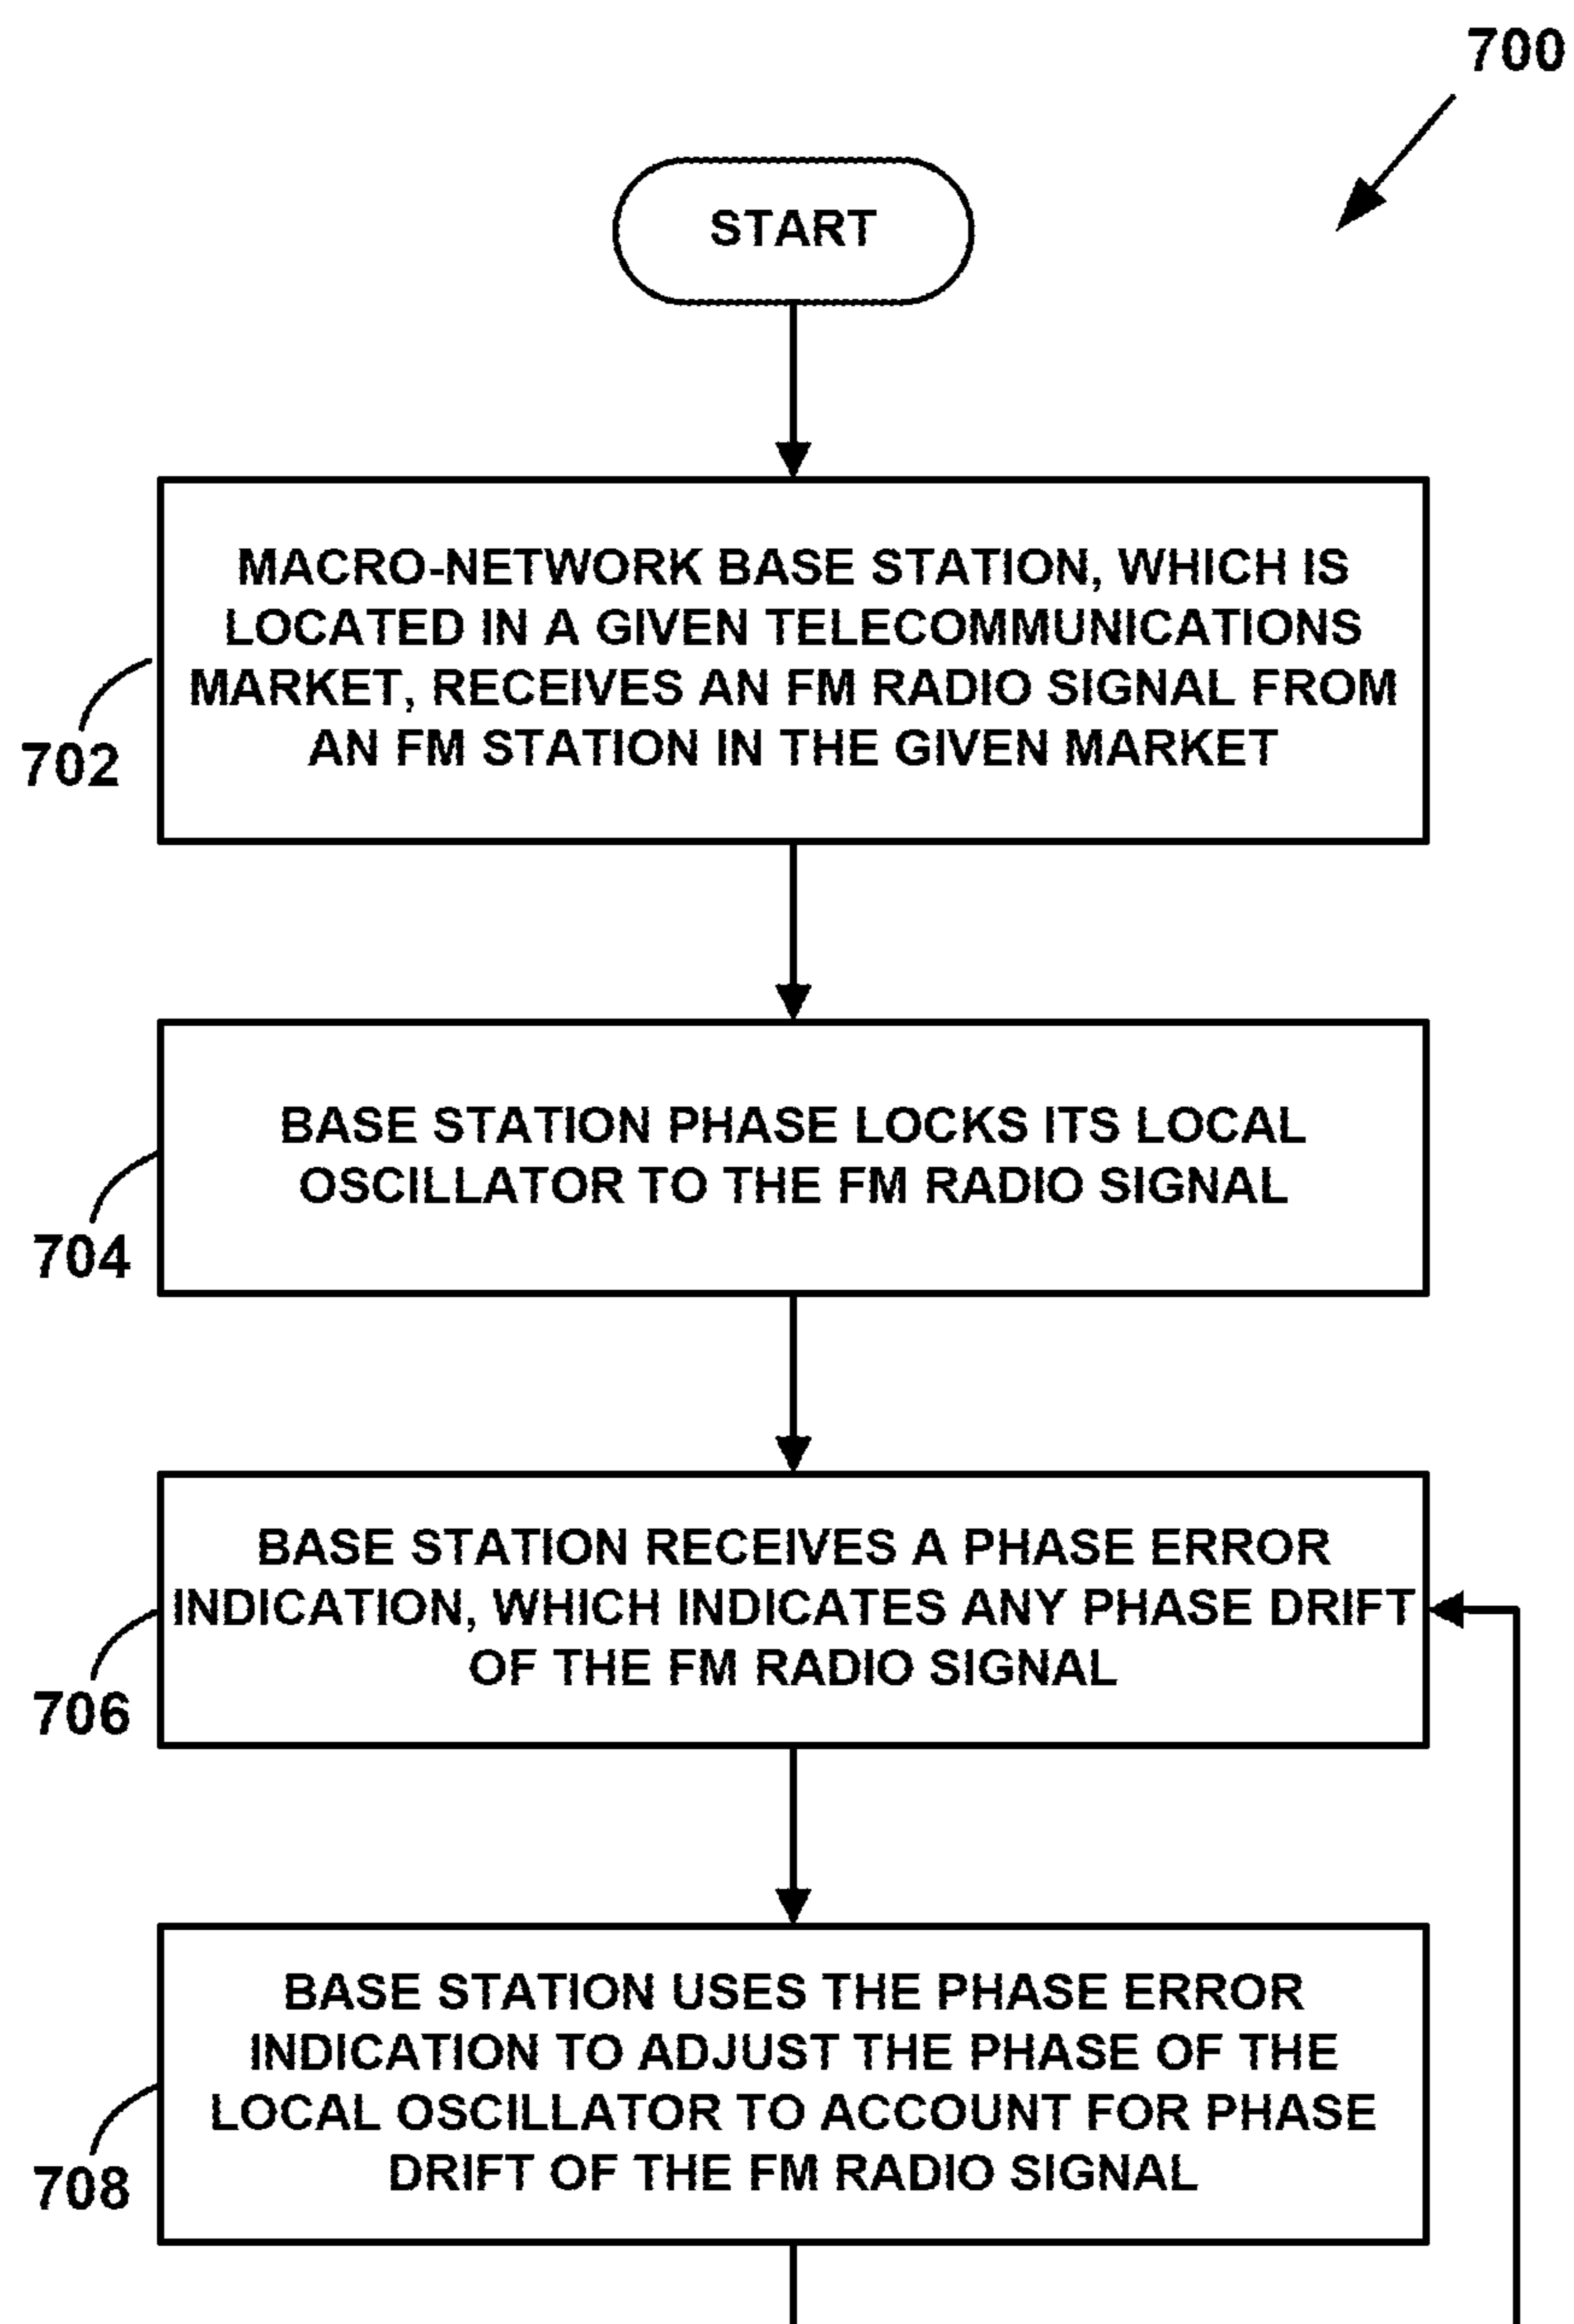 700
START
MACRO-NETWORK BASE STATION, WHICH IS
LOCATED IN A GIVEN TELECOMMUNICATIONS
MARKET, RECEIVES AN FM RADIO SIGNAL FROM
AN FM STATION IN THE GIVEN MARKET
702
BASE STATION PHASE LOCKS ITS LOCAL
OSCILLATOR TO THE FM RADIO SIGNAL
704
BASE STATION RECEIVES A PHASE ERROR
INDICATION, WHICH INDICATES ANY PHASE DRIFT
OF THE FM RADIO SIGNAL
706
BASE STATION USES THE PHASE ERROR
INDICATION TO ADJUST THE PHASE OF THE
LOCAL OSCILLATOR TO ACCOUNT FOR PHASE
DRIFT OF THE FM RADIO SIGNAL
708